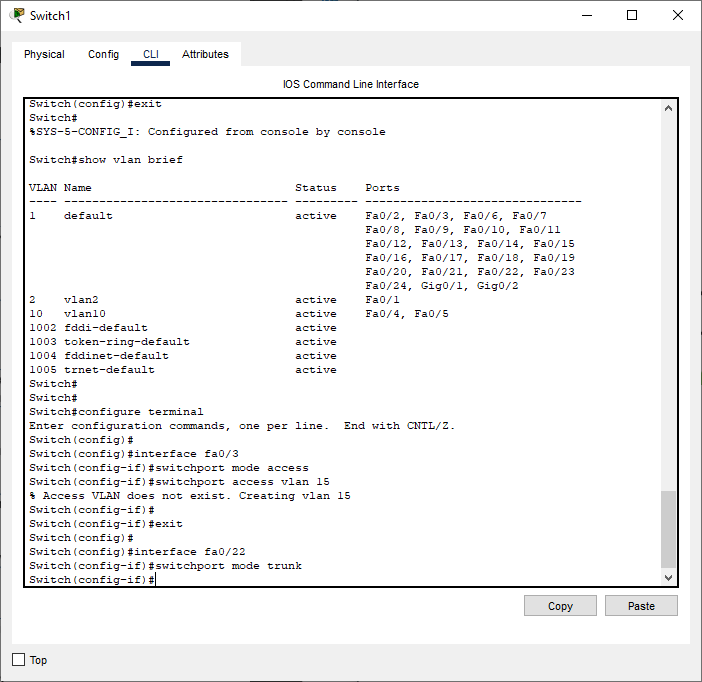 Switch1
Physical Config CLI Attributes
IOS Command Line Interface
Switch(config)#exit
Switch#
%SYS-5-CONFIG_I: Configured from console by console
Switch#show vlan brief
VLAN Name                             Status    Ports
---- -------------------------------- --------- -------------------------------
1    default                          active    Fa0/2, Fa0/3, Fa0/6, Fa0/7
                                                Fa0/8, Fa0/9, Fa0/10, Fa0/11
                                                Fa0/12, Fa0/13, Fa0/14, Fa0/15
                                                Fa0/16, Fa0/17, Fa0/18, Fa0/19
                                                Fa0/20, Fa0/21, Fa0/22, Fa0/23
                                                Fa0/24, Gig0/1, Gig0/2
2    vlan2                            active    Fa0/1
10   vlan10                           active    Fa0/4, Fa0/5
1002 fddi-default                     active
1003 token-ring-default               active
1004 fddinet-default                  active
1005 trnet-default                    active
Switch#
Switch#
Switch#configure terminal
Enter configuration commands, one per line.  End with CNTL/Z.
Switch(config)#
Switch(config)#interface fa0/3
Switch(config-if)#switchport mode access
Switch(config-if)#switchport access vlan 15
% Access VLAN does not exist. Creating vlan 15
Switch(config-if)#
Switch(config-if)#exit
Switch(config)#
Switch(config)#interface fa0/22
Switch(config-if)#switchport mode trunk
Switch(config-if)#
Copy Paste
Top